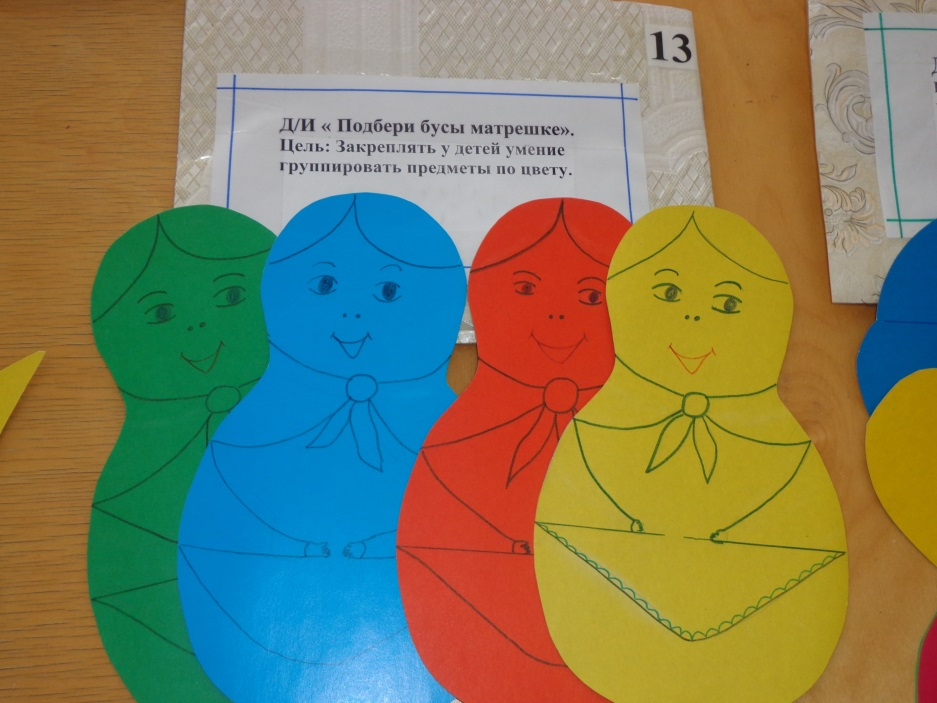 13
Д/И « Подбери бусы матрешке».
Цель: Закреплять у детей умение
группировать предметы по цвету.